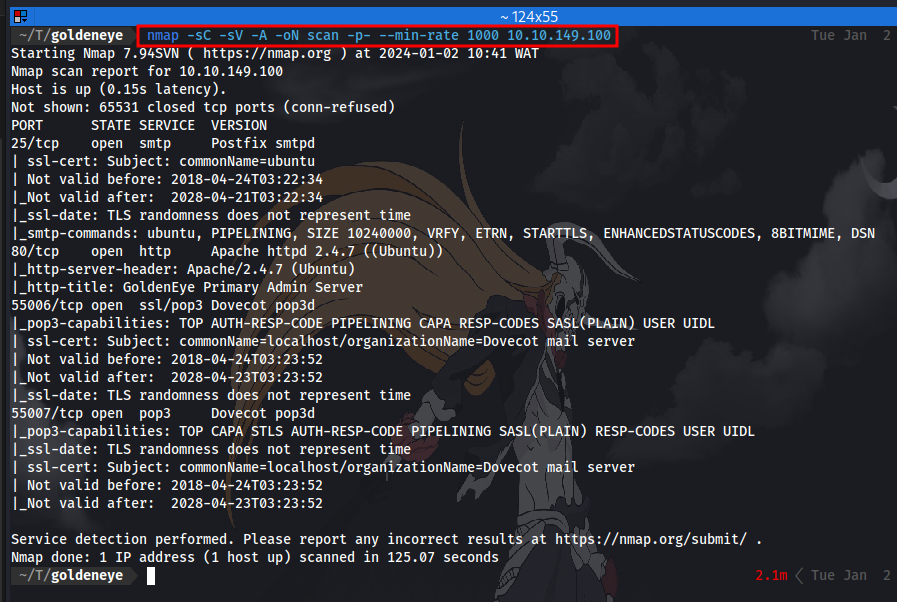 ~ 124x55
~/T/goldeneye nmap -sC -sV -A -oN scan -p- --min-rate 1000 10.10.149.100 Tue Jan 2
Starting Nmap 7.94SVN ( https://nmap.org ) at 2024-01-02 10:41 WAT
Nmap scan report for 10.10.149.100
Host is up (0.15s latency).
Not shown: 65531 closed tcp ports (conn-refused)
PORT STATE SERVICE VERSION
25/tcp open smtp Postfix smtpd
| ssl-cert: Subject: commonName=ubuntu
| Not valid before: 2018-04-24T03:22:34
|_Not valid after: 2028-04-21T03:22:34
|_ssl-date: TLS randomness does not represent time
|_smtp-commands: ubuntu, PIPELINING, SIZE 10240000, VRFY, ETRN, STARTTLS, ENHANCEDSTATUSCODES, 8BITMIME, DSN
80/tcp open http Apache httpd 2.4.7 ((Ubuntu))
|_http-server-header: Apache/2.4.7 (Ubuntu)
|_http-title: GoldenEye Primary Admin Server
55006/tcp open ssl/pop3 Dovecot pop3d
|_pop3-capabilities: TOP AUTH-RESP-CODE PIPELINING CAPA RESP-CODES SASL(PLAIN) USER UIDL
| ssl-cert: Subject: commonName=localhost/organizationName=Dovecot mail server
| Not valid before: 2018-04-24T03:23:52
|_Not valid after: 2028-04-23T03:23:52
|_ssl-date: TLS randomness does not represent time
55007/tcp open pop3 Dovecot pop3d
|_pop3-capabilities: TOP CAPA STLS AUTH-RESP-CODE PIPELINING SASL(PLAIN) RESP-CODES USER UIDL
|_ssl-date: TLS randomness does not represent time
| ssl-cert: Subject: commonName=localhost/organizationName=Dovecot mail server
| Not valid before: 2018-04-24T03:23:52
|_Not valid after: 2028-04-23T03:23:52
Service detection performed. Please report any incorrect results at https://nmap.org/submit/ .
Nmap done: 1 IP address (1 host up) scanned in 125.07 seconds
~/T/goldeneye 2.1m Tue Jan 2